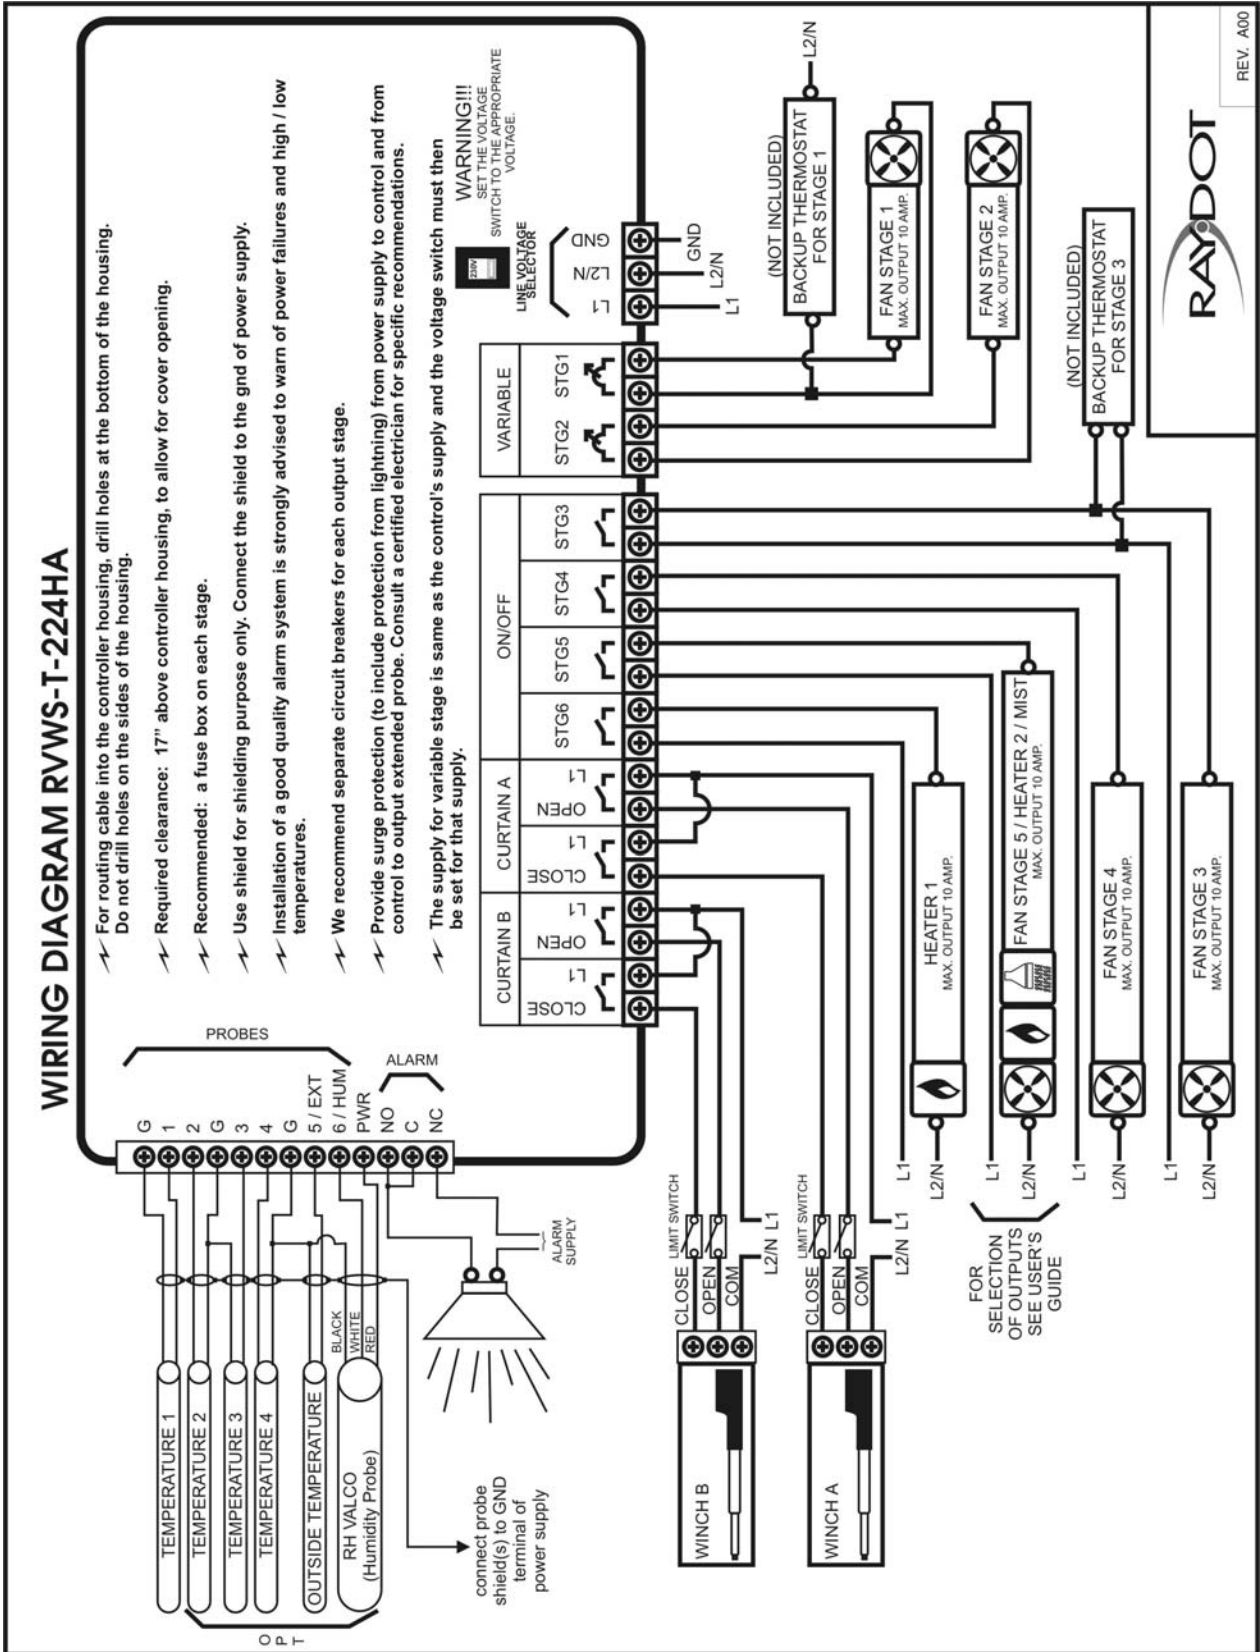 WIRING DIAGRAM RVWS-T-224HA
For routing cable into the controller housing, drill holes at the bottom of the housing.
Do not drill holes on the sides of the housing.
Required clearance: 17" above controller housing, to allow for cover opening.
Recommended: a fuse box on each stage.
Use shield for shielding purpose only. Connect the shield to the gnd of power supply.
Installation of a good quality alarm system is strongly advised to warn of power failures and high / low
temperatures.
We recommend separate circuit breakers for each output stage.
Provide surge protection (to include protection from lightning) from power supply to control and from
control to output extended probe. Consult a certified electrician for specific recommendations.
The supply for variable stage is same as the control's supply and the voltage switch must then
be set for that supply.
WARNING!!!
SET THE VOLTAGE
SWITCH TO THE APPROPRIATE
VOLTAGE.
230V
LINE VOLTAGE
SELECTOR
PROBES
G
1
2
G
3
4
G
5 / EXT
6 / HUM
PWR
NO
C
NC
ALARM
TEMPERATURE 1
TEMPERATURE 2
TEMPERATURE 3
TEMPERATURE 4
OUTSIDE TEMPERATURE
RH VALCO
(Humidity Probe)
OPT
BLACK
WHITE
RED
ALARM
SUPPLY
connect probe
shield(s) to GND
terminal of
power supply
CURTAIN B
CLOSE
L1
OPEN
L1
CURTAIN A
CLOSE
L1
OPEN
L1
ON/OFF
STG6
STG5
STG4
STG3
VARIABLE
STG2
STG1
L1
L2/N
GND
L1
L2/N
GND
WINCH B
CLOSE
OPEN
COM
LIMIT SWITCH
L2/N
L1
WINCH A
CLOSE
OPEN
COM
LIMIT SWITCH
L2/N
L1
L1
L2/N
HEATER 1
MAX. OUTPUT 10 AMP.
L1
L2/N
FAN STAGE 5 / HEATER 2 / MIST
MAX. OUTPUT 10 AMP.
FOR
SELECTION
OF OUTPUTS
SEE USER'S
GUIDE
L1
L2/N
FAN STAGE 4
MAX. OUTPUT 10 AMP.
L1
L2/N
FAN STAGE 3
MAX. OUTPUT 10 AMP.
(NOT INCLUDED)
BACKUP THERMOSTAT
FOR STAGE 1
L2/N
FAN STAGE 1
MAX. OUTPUT 10 AMP.
FAN STAGE 2
MAX. OUTPUT 10 AMP.
(NOT INCLUDED)
BACKUP THERMOSTAT
FOR STAGE 3
RAYDOT
REV. A00